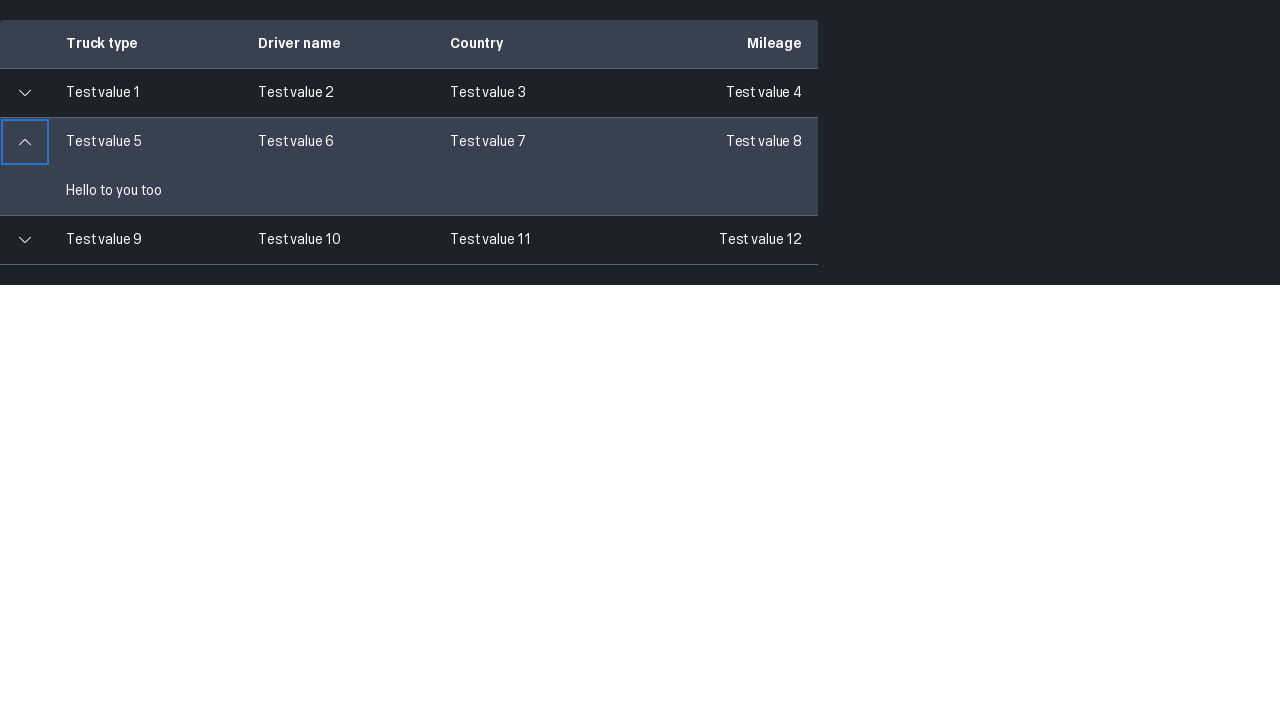 Truck type Driver name Country Mileage
Test value 1 Test value 2 Test value 3 Test value 4
Test value 5 Test value 6 Test value 7 Test value 8
Hello to you too
Test value 9 Test value 10 Test value 11 Test value 12